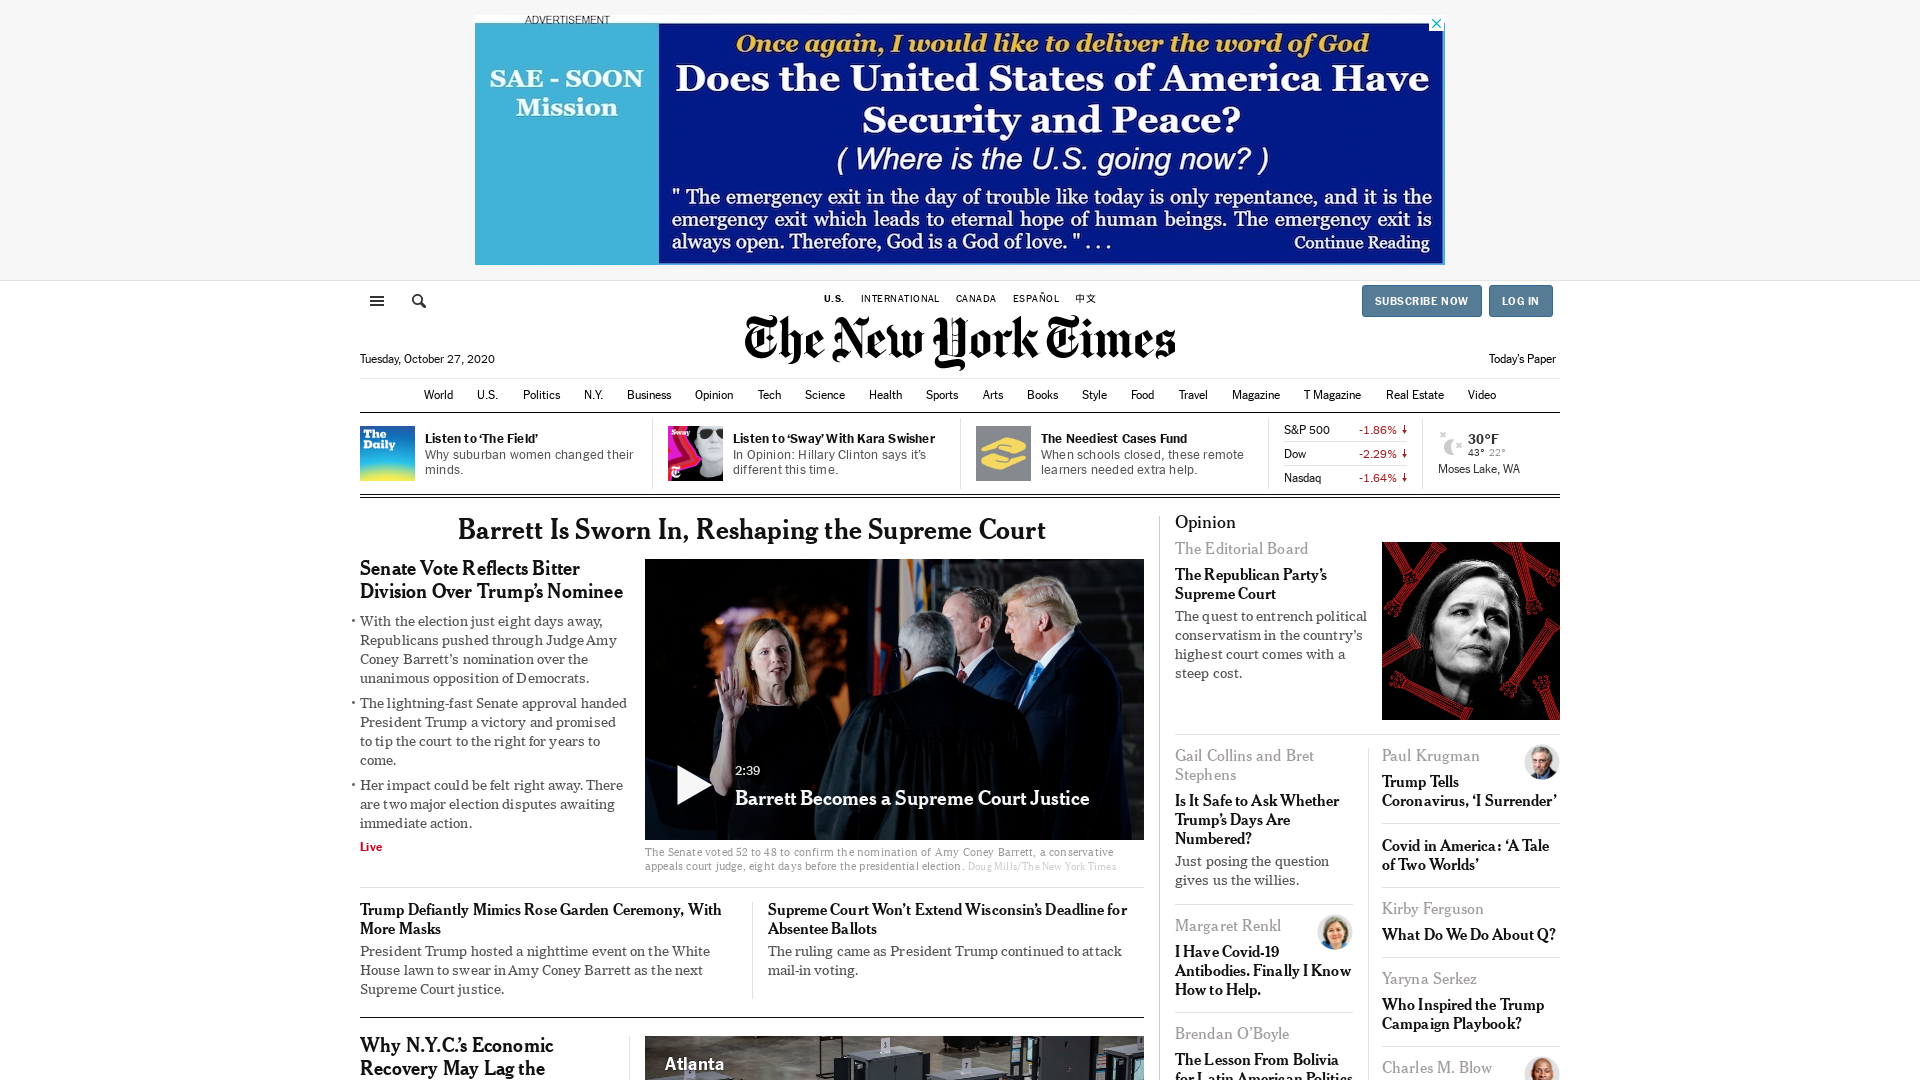 ADVERTISEMENT
SAE - SOON
Mission
Once again, I would like to deliver the word of God
Does the United States of America Have
Security and Peace?
( Where is the U.S. going now? )
" The emergency exit in the day of trouble like today is only repentance, and it is the
emergency exit which leads to eternal hope of human beings. The emergency exit is
always open. Therefore, God is a God of love. " . . .
Continue Reading
U.S.
INTERNATIONAL
CANADA
ESPAÑOL
中文
SUBSCRIBE NOW
LOG IN
The New York Times
Tuesday, October 27, 2020
Today's Paper
World
U.S.
Politics
N.Y.
Business
Opinion
Tech
Science
Health
Sports
Arts
Books
Style
Food
Travel
Magazine
T Magazine
Real Estate
Video
The
Daily
Listen to ‘The Field’
Why suburban women changed their
minds.
Sway
Listen to ‘Sway’ With Kara Swisher
In Opinion: Hillary Clinton says it’s
different this time.
The Neediest Cases Fund
When schools closed, these remote
learners needed extra help.
S&P 500 -1.86%
Dow -2.29%
Nasdaq -1.64%
30°F
43° 22°
Moses Lake, WA
Barrett Is Sworn In, Reshaping the Supreme Court
Senate Vote Reflects Bitter
Division Over Trump’s Nominee
• With the election just eight days away,
Republicans pushed through Judge Amy
Coney Barrett’s nomination over the
unanimous opposition of Democrats.
• The lightning-fast Senate approval handed
President Trump a victory and promised
to tip the court to the right for years to
come.
• Her impact could be felt right away. There
are two major election disputes awaiting
immediate action.
Live
2:39
Barrett Becomes a Supreme Court Justice
The Senate voted 52 to 48 to confirm the nomination of Amy Coney Barrett, a conservative
appeals court judge, eight days before the presidential election. Doug Mills/The New York Times
Trump Defiantly Mimics Rose Garden Ceremony, With
More Masks
President Trump hosted a nighttime event on the White
House lawn to swear in Amy Coney Barrett as the next
Supreme Court justice.
Supreme Court Won’t Extend Wisconsin’s Deadline for
Absentee Ballots
The ruling came as President Trump continued to attack
mail-in voting.
Why N.Y.C.’s Economic
Recovery May Lag the
Atlanta
Opinion
The Editorial Board
The Republican Party’s
Supreme Court
The quest to entrench political
conservatism in the country’s
highest court comes with a
steep cost.
Gail Collins and Bret
Stephens
Is It Safe to Ask Whether
Trump’s Days Are
Numbered?
Just posing the question
gives us the willies.
Margaret Renkl
I Have Covid-19
Antibodies. Finally I Know
How to Help.
Brendan O’Boyle
The Lesson From Bolivia
for Latin American Politics
Paul Krugman
Trump Tells
Coronavirus, ‘I Surrender’
Covid in America: ‘A Tale
of Two Worlds’
Kirby Ferguson
What Do We Do About Q?
Yaryna Serkez
Who Inspired the Trump
Campaign Playbook?
Charles M. Blow